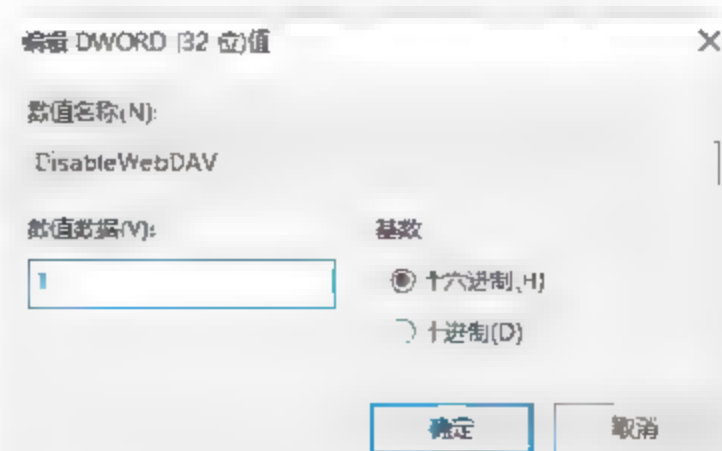 编辑 DWORD (32 位)值
数值名称(N):
DisableWebDAV
数值数据(V):
基数
1
十六进制(H)
十进制(D)
确定
取消